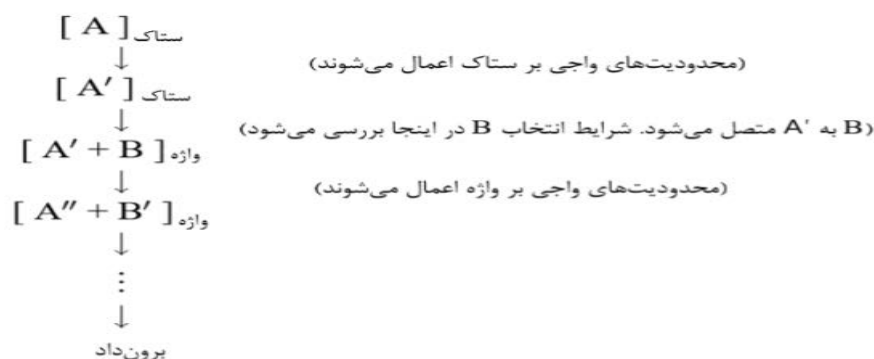 [ A ]ستاک
↓
(محدودیت‌های واجی بر ستاک اعمال می‌شوند)
[ A′ ]ستاک
↓
(B به A′ متصل می‌شود. شرایط انتخاب B در اینجا بررسی می‌شود)
[ A′ + B ]واژه
↓
(محدودیت‌های واجی بر واژه اعمال می‌شوند)
[ A″ + B′ ]واژه
↓
⋮
↓
برون‌داد